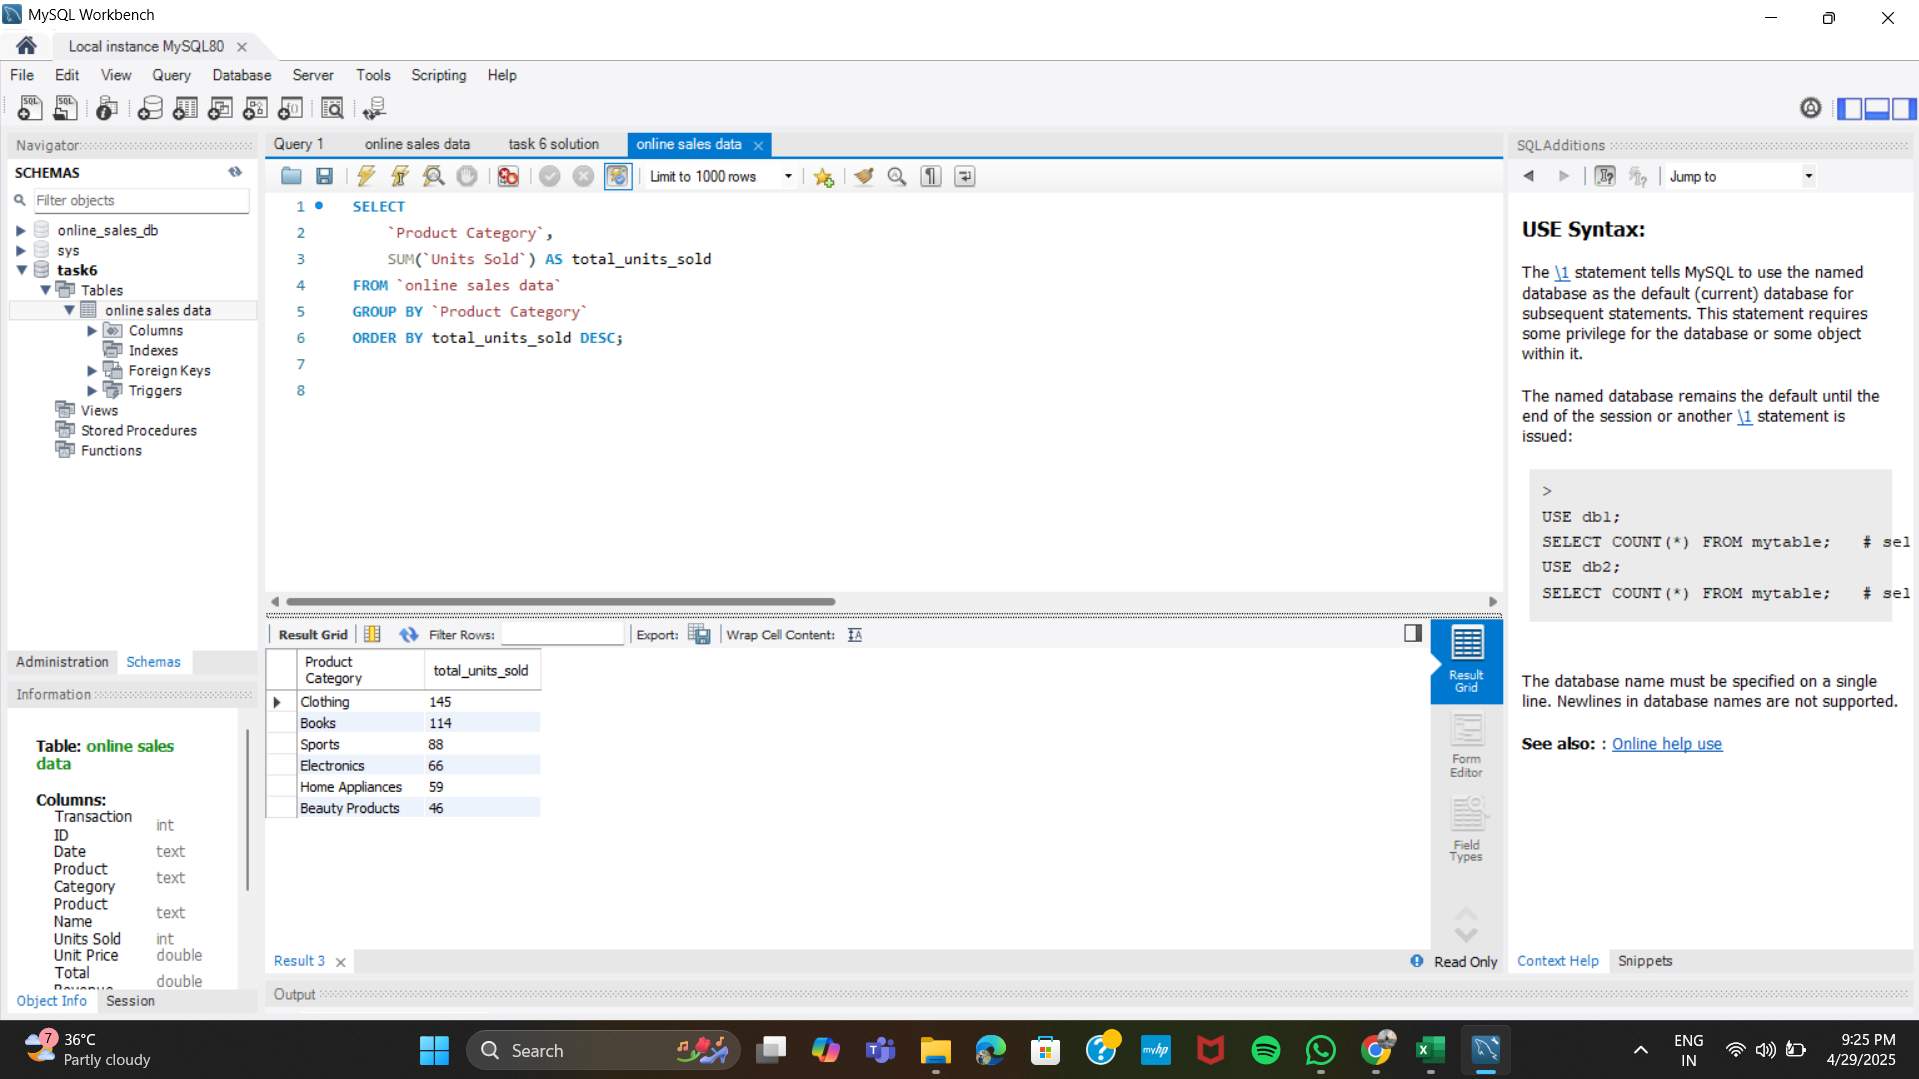 MySQL Workbench
Local instance MySQL80
File Edit View Query Database Server Tools Scripting Help
Navigator
SCHEMAS
Filter objects
online_sales_db
sys
task6
Tables
online sales data
Columns
Indexes
Foreign Keys
Triggers
Views
Stored Procedures
Functions
Administration Schemas
Information
Table: online sales
data
Columns:
Transaction
ID int
Date text
Product
Category text
Product
Name text
Units Sold int
Unit Price double
Total
Revenue double
Object Info Session
Query 1 online sales data task 6 solution online sales data
Limit to 1000 rows
1 SELECT
2 `Product Category`,
3 SUM(`Units Sold`) AS total_units_sold
4 FROM `online sales data`
5 GROUP BY `Product Category`
6 ORDER BY total_units_sold DESC;
7
8
Result Grid Filter Rows: Export: Wrap Cell Content:
Product
Category total_units_sold
Clothing 145
Books 114
Sports 88
Electronics 66
Home Appliances 59
Beauty Products 46
Result
Grid
Form
Editor
Field
Types
Result 3 Read Only
Output
SQLAdditions
Jump to
USE Syntax:
The \1 statement tells MySQL to use the named
database as the default (current) database for
subsequent statements. This statement requires
some privilege for the database or some object
within it.
The named database remains the default until the
end of the session or another \1 statement is
issued:
>
USE db1;
SELECT COUNT(*) FROM mytable; # sel
USE db2;
SELECT COUNT(*) FROM mytable; # sel
The database name must be specified on a single
line. Newlines in database names are not supported.
See also: : Online help use
Context Help Snippets
7
36°C
Partly cloudy
Search
myhp
ENG
IN
9:25 PM
4/29/2025